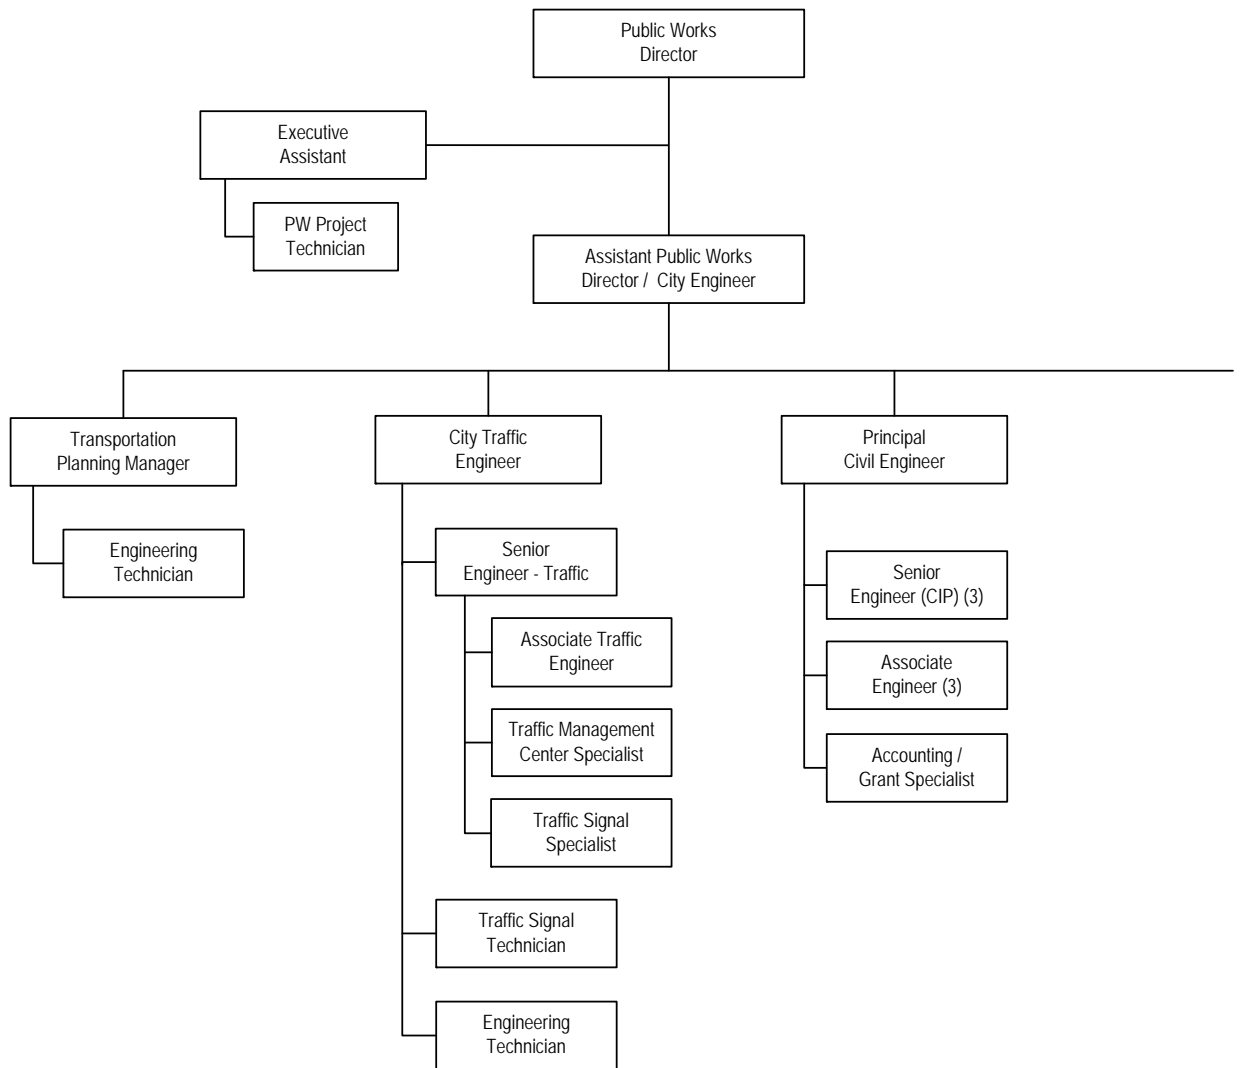 Public Works
Director
Executive
Assistant
PW Project
Technician
Assistant Public Works
Director /  City Engineer
Transportation
Planning Manager
Engineering
Technician
City Traffic
Engineer
Senior
Engineer - Traffic
Associate Traffic
Engineer
Traffic Management
Center Specialist
Traffic Signal
Specialist
Traffic Signal
Technician
Engineering
Technician
Principal
Civil Engineer
Senior
Engineer (CIP) (3)
Associate
Engineer (3)
Accounting /
Grant Specialist